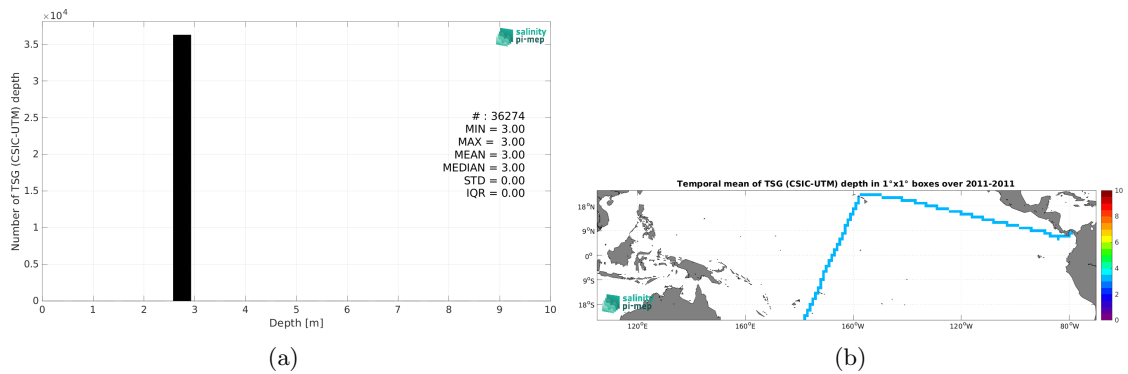 ×10⁴
3.5
3
2.5
2
1.5
1
0.5
0
0 1 2 3 4 5 6 7 8 9 10
Number of TSG (CSIC-UTM) depth
Depth [m]
salinity
pi-mep
# : 36274
MIN = 3.00
MAX = 3.00
MEAN = 3.00
MEDIAN = 3.00
STD = 0.00
IQR = 0.00
(a)
Temporal mean of TSG (CSIC-UTM) depth in 1°x1° boxes over 2011-2011
18°N
9°N
0°
9°S
18°S
120°E 160°E 160°W 120°W 80°W
salinity
pi-mep
10
8
6
4
2
0
(b)